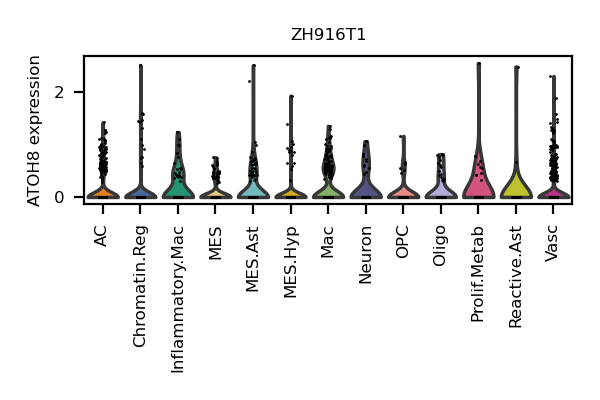 ZH916T1
ATOH8 expression
2
0
AC
Chromatin.Reg
Inflammatory.Mac
MES
MES.Ast
MES.Hyp
Mac
Neuron
OPC
Oligo
Prolif.Metab
Reactive.Ast
Vasc